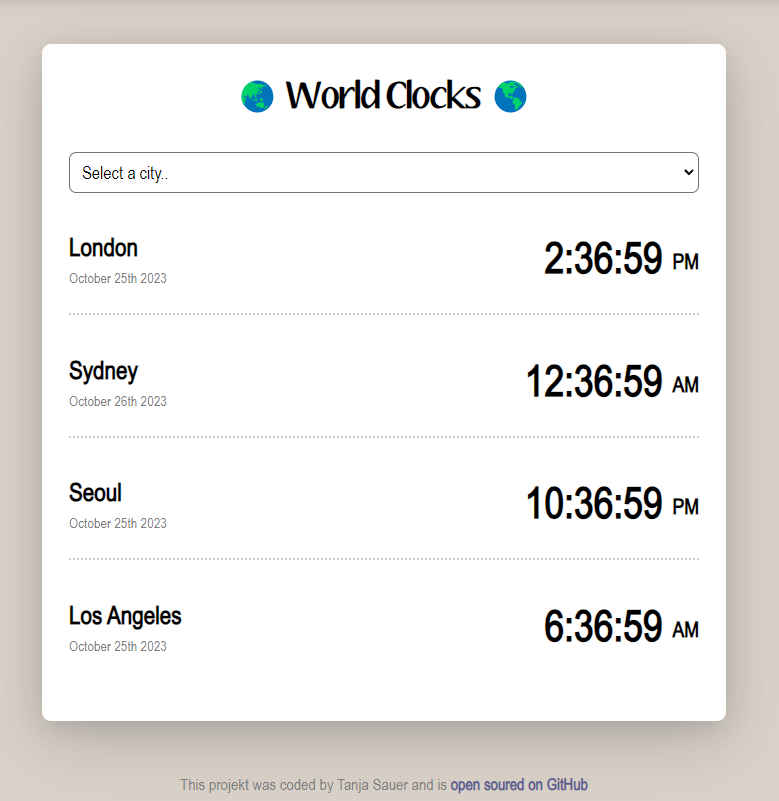 World Clocks
Select a city..
London
2:36:59 PM
October 25th 2023
Sydney
12:36:59 AM
October 26th 2023
Seoul
10:36:59 PM
October 25th 2023
Los Angeles
6:36:59 AM
October 25th 2023
This projekt was coded by Tanja Sauer and is open soured on GitHub